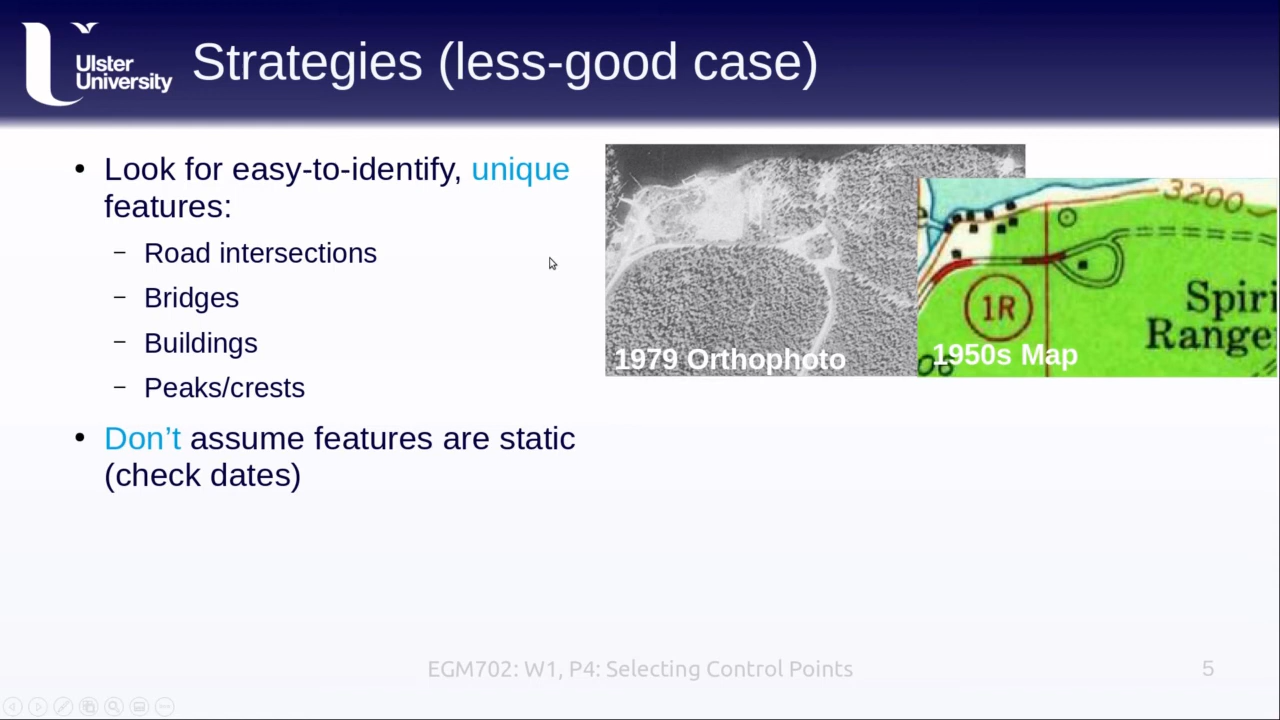 Ulster
University
Strategies (less-good case)
• Look for easy-to-identify, unique
features:
– Road intersections
– Bridges
– Buildings
– Peaks/crests
• Don't assume features are static
(check dates)
1979 Orthophoto
3200
1R
Spiri
Range
1950s Map
EGM702: W1, P4: Selecting Control Points
5